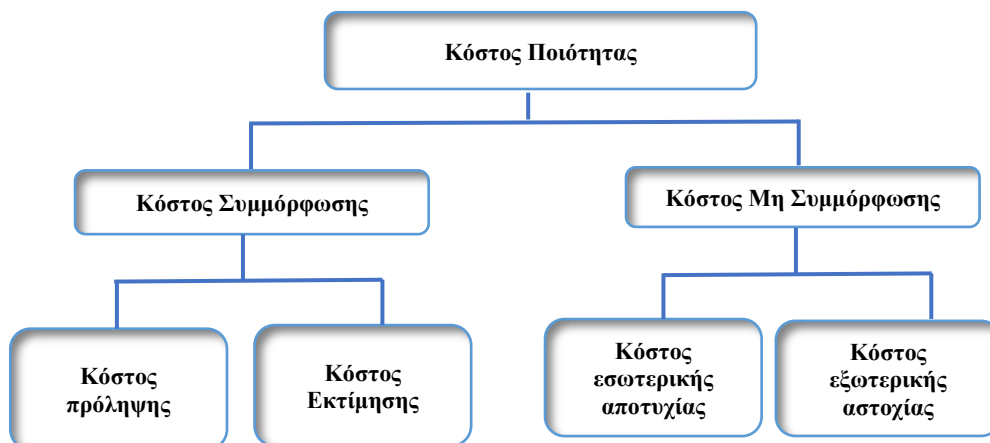 Κόστος Ποιότητας
Κόστος Συμμόρφωσης
Κόστος Μη Συμμόρφωσης
Κόστος
πρόληψης
Κόστος
Εκτίμησης
Κόστος
εσωτερικής
αποτυχίας
Κόστος
εξωτερικής
αστοχίας